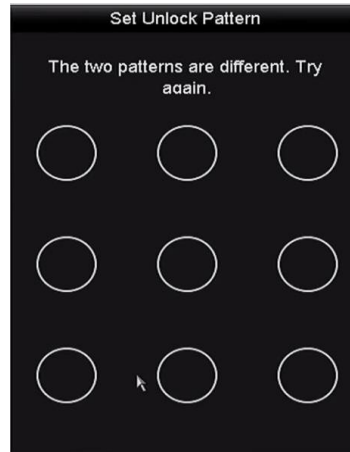 Set Unlock Pattern
The two patterns are different. Try
again.